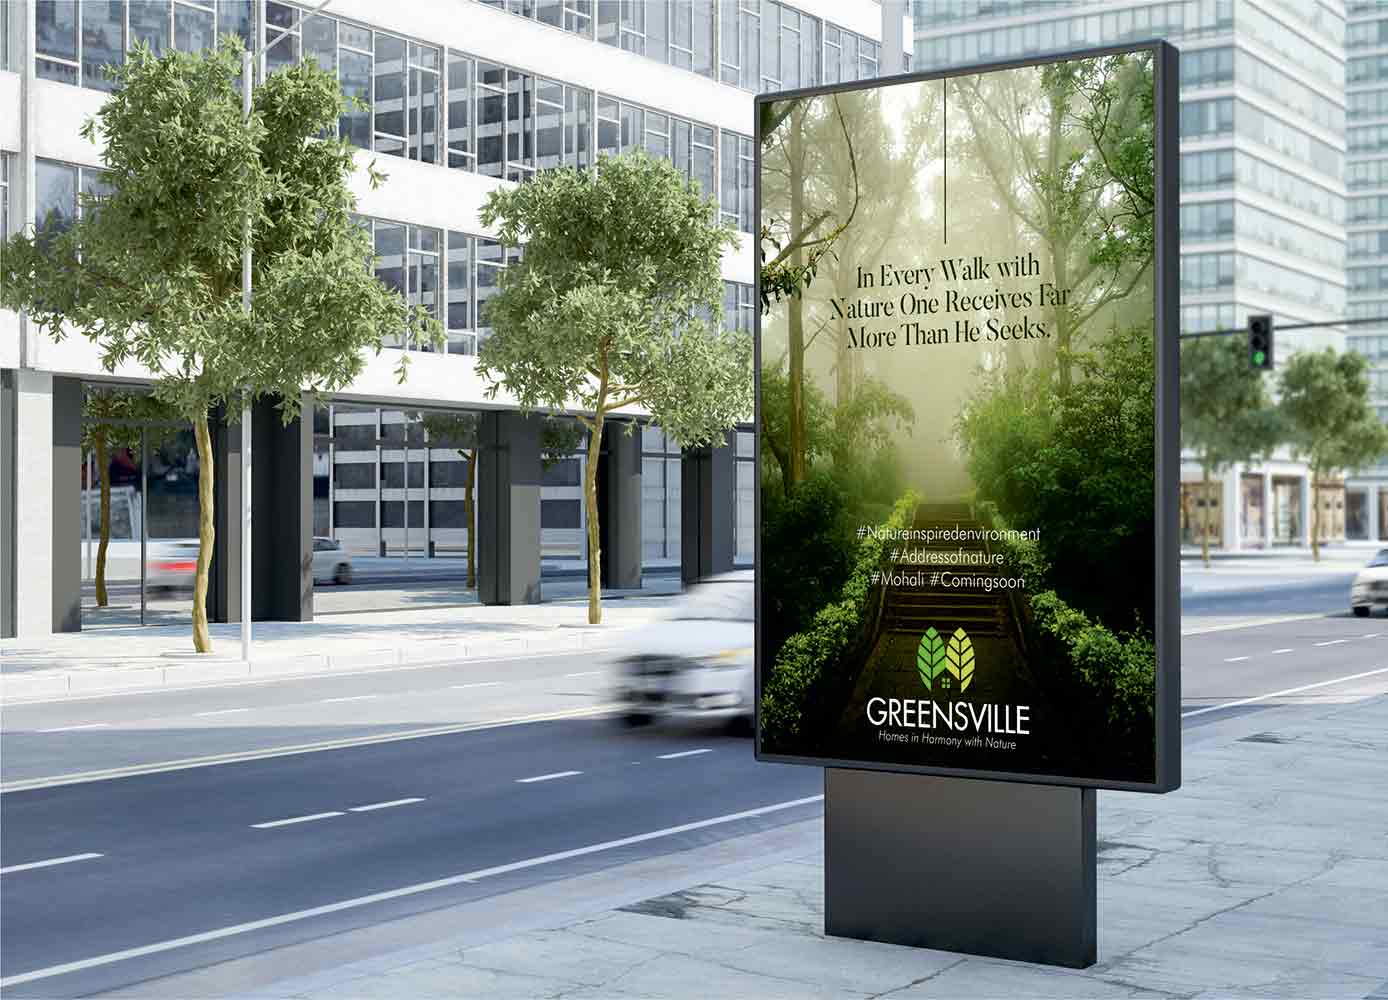 In Every Walk with
Nature One Receives Far
More Than He Seeks.
#Natureinspiredenvironment
#Addressofnature
#Mohali #Comingsoon
GREENSVILLE
Homes in Harmony with Nature